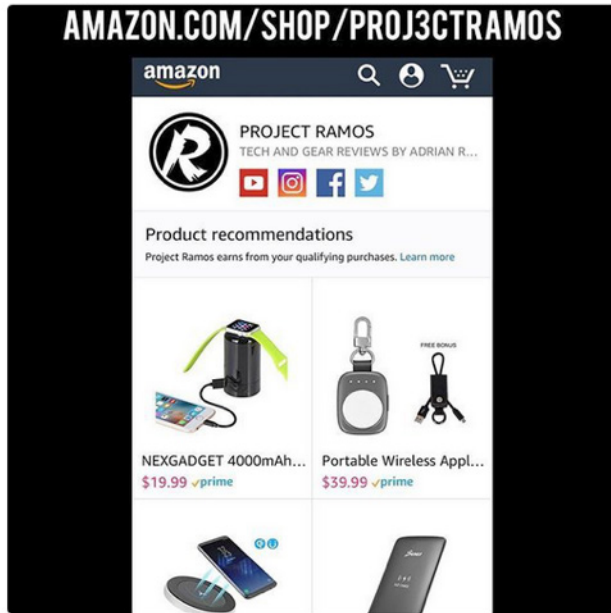 AMAZON.COM/SHOP/PROJ3CTRAMOS
amazon
R
PROJECT RAMOS
TECH AND GEAR REVIEWS BY ADRIAN R...
Product recommendations
Project Ramos earns from your qualifying purchases. Learn more
FREE BONUS
NEXGADGET 4000mAh...
$19.99 prime
Portable Wireless Appl...
$39.99 prime